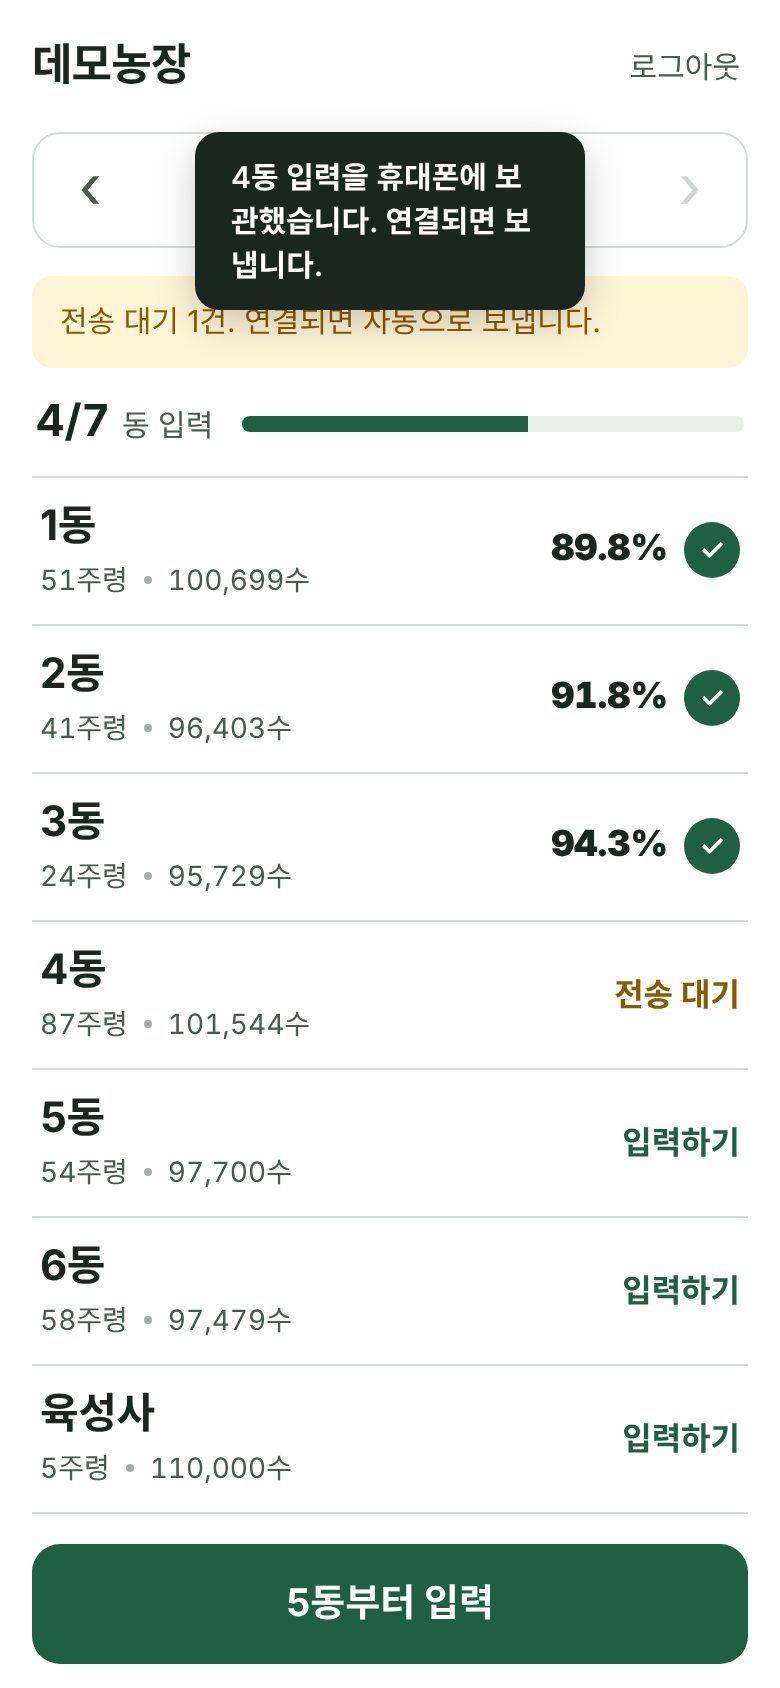 데모농장
로그아웃
4동 입력을 휴대폰에 보
관했습니다. 연결되면 보
냅니다.
전송 대기 1건. 연결되면 자동으로 보냅니다.
4/7 동 입력
1동
51주령 • 100,699수
89.8%
2동
41주령 • 96,403수
91.8%
3동
24주령 • 95,729수
94.3%
4동
87주령 • 101,544수
전송 대기
5동
54주령 • 97,700수
입력하기
6동
58주령 • 97,479수
입력하기
육성사
5주령 • 110,000수
입력하기
5동부터 입력